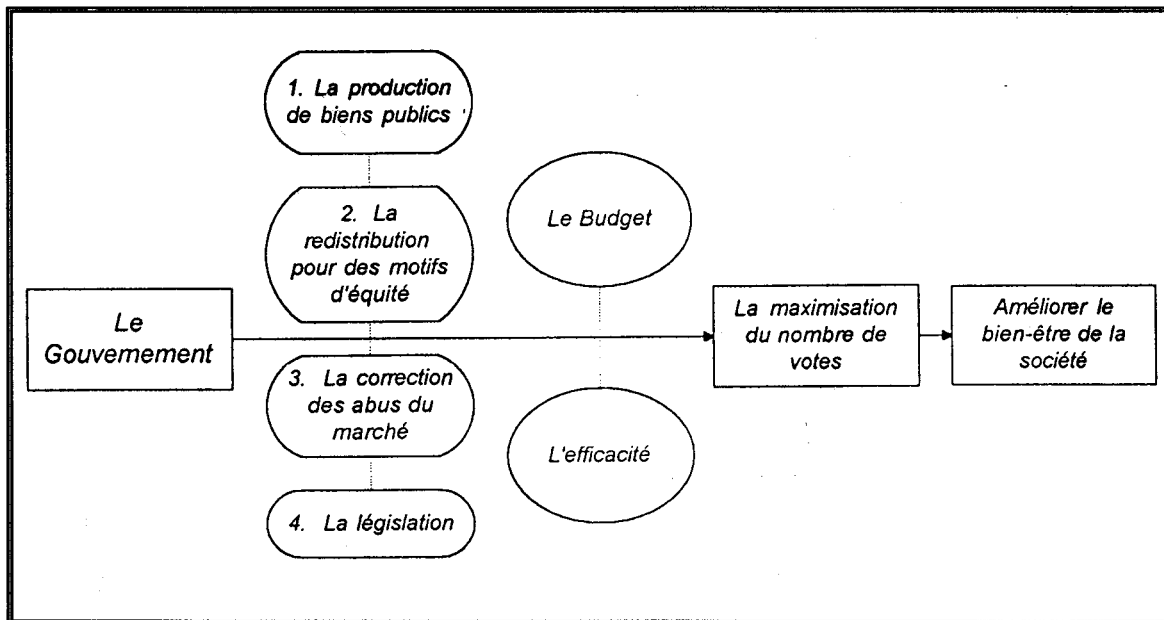 1. La production
de biens publics
2. La
redistribution
pour des motifs
d'équité
Le
Gouvernement
3. La correction
des abus du
marché
4. La législation
Le Budget
L'efficacité
La maximisation
du nombre de
votes
Améliorer le
bien-être de la
société